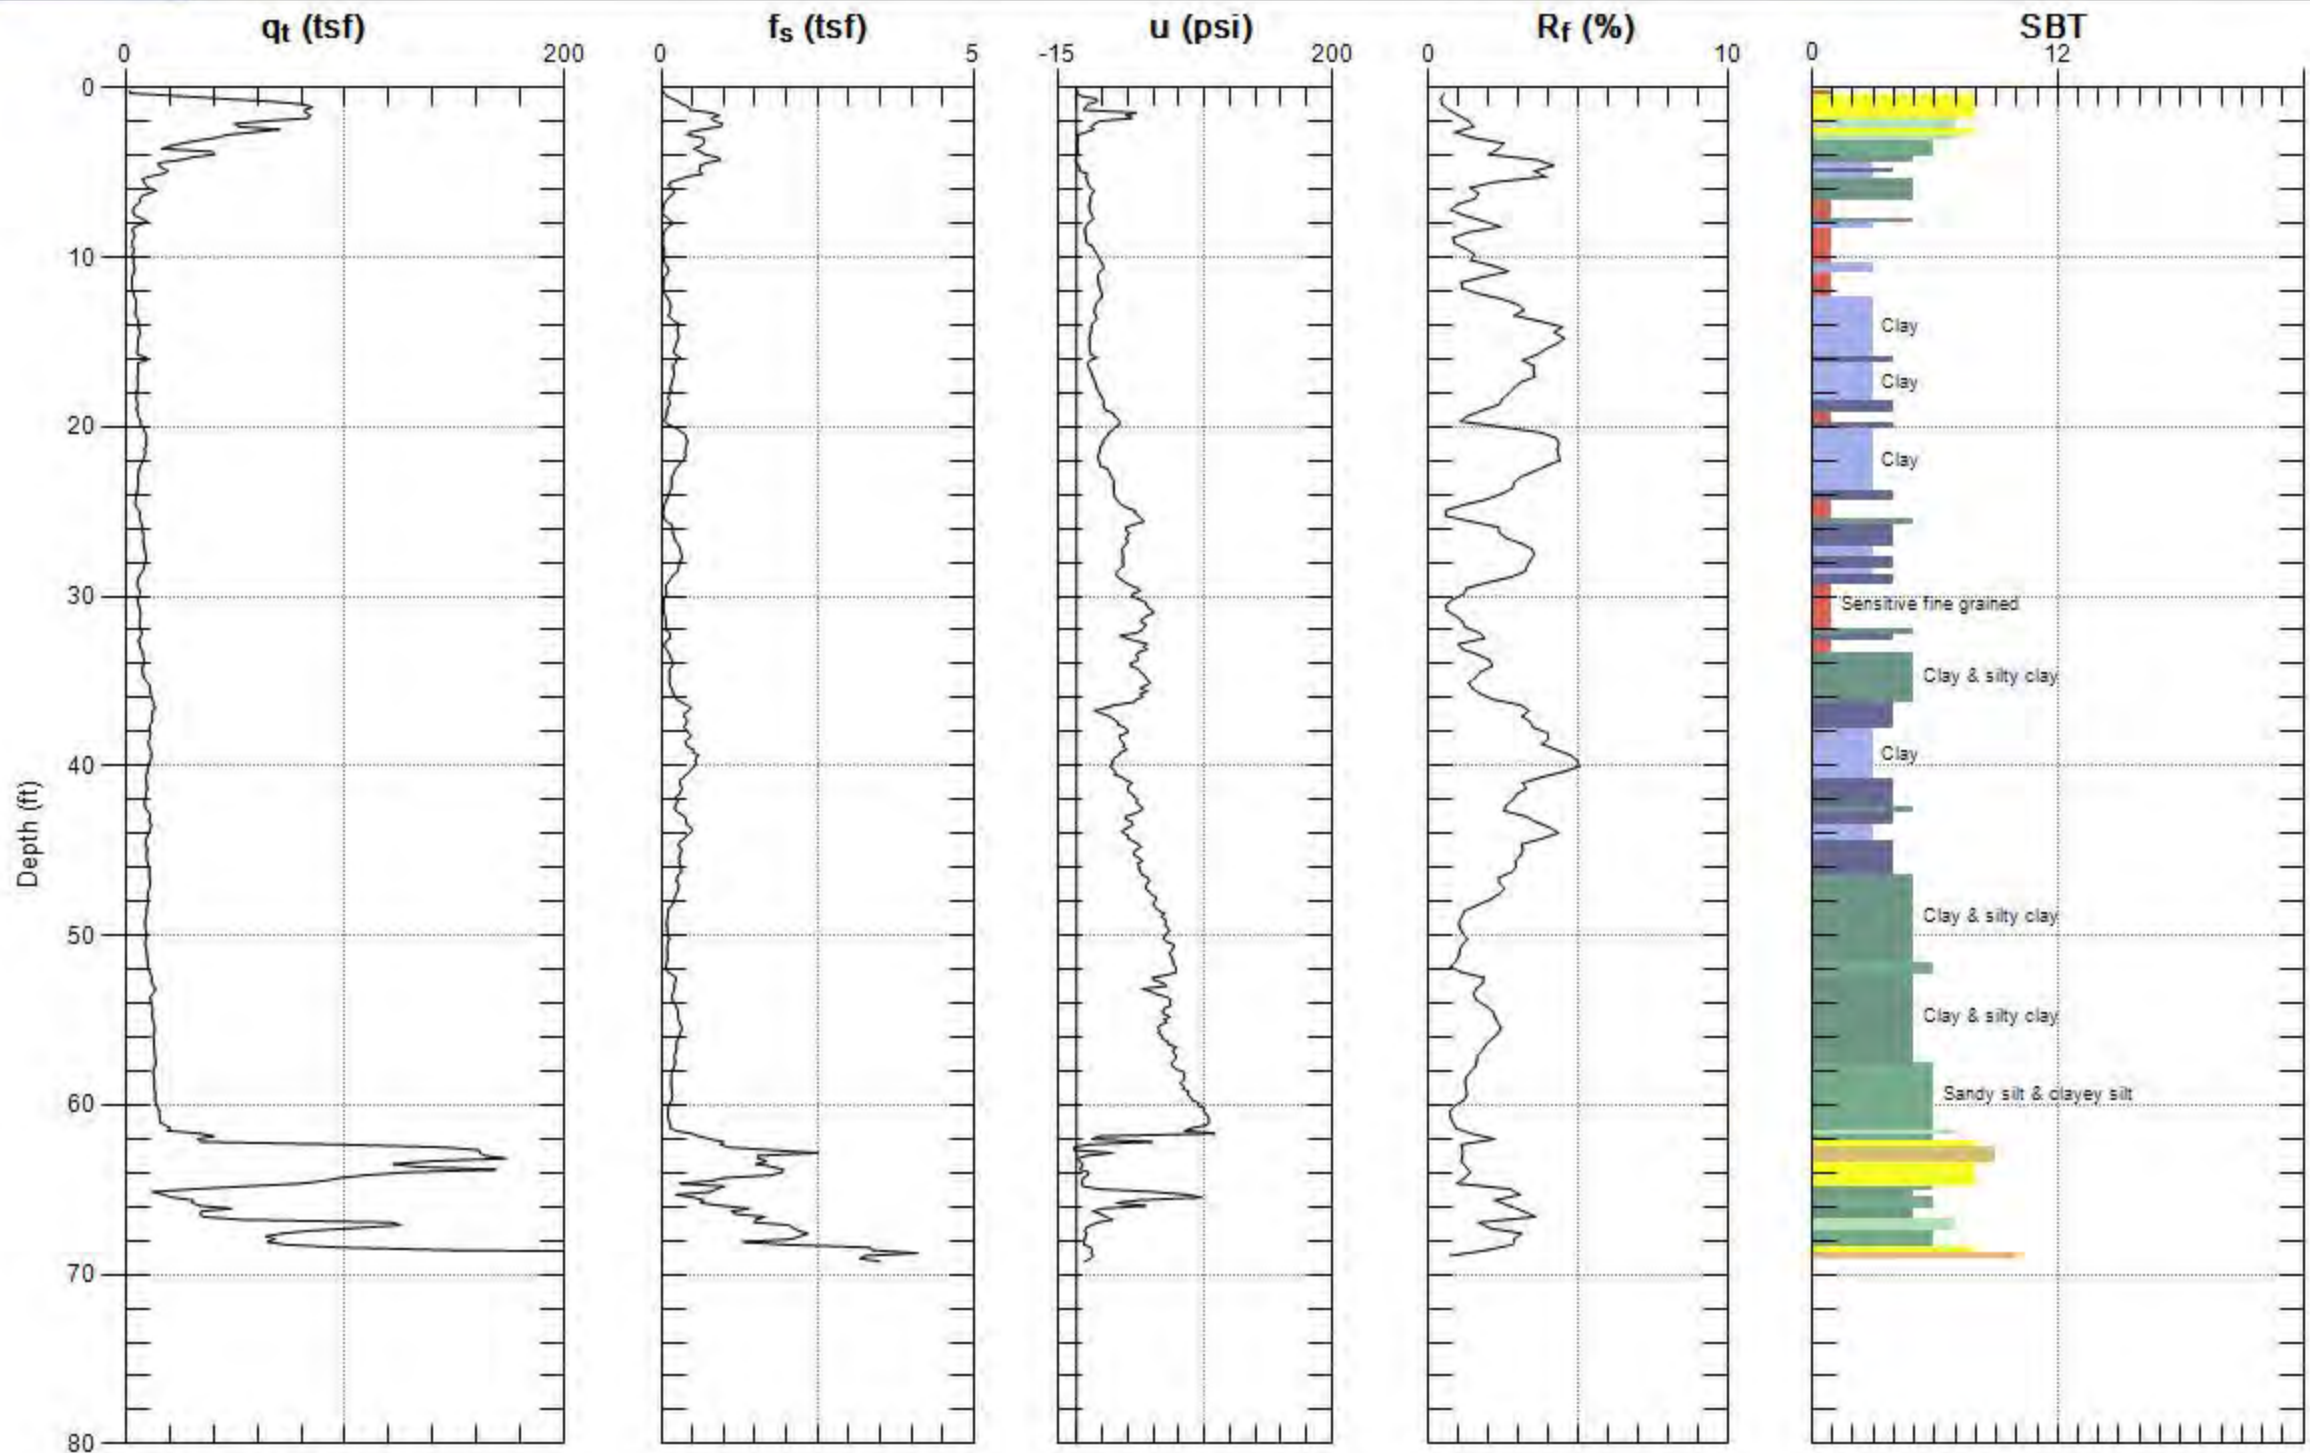 qt (tsf) fs (tsf) u (psi) Rf (%) SBT
0 200 0 5 -15 200 0 10 0 12
0
10
Clay
Clay
20
Clay
30
Sensitive fine grained
Clay & silty clay
Clay
40
Depth (ft)
Clay & silty clay
50
Clay & silty clay
Sandy silt & clayey silt
60
70
80